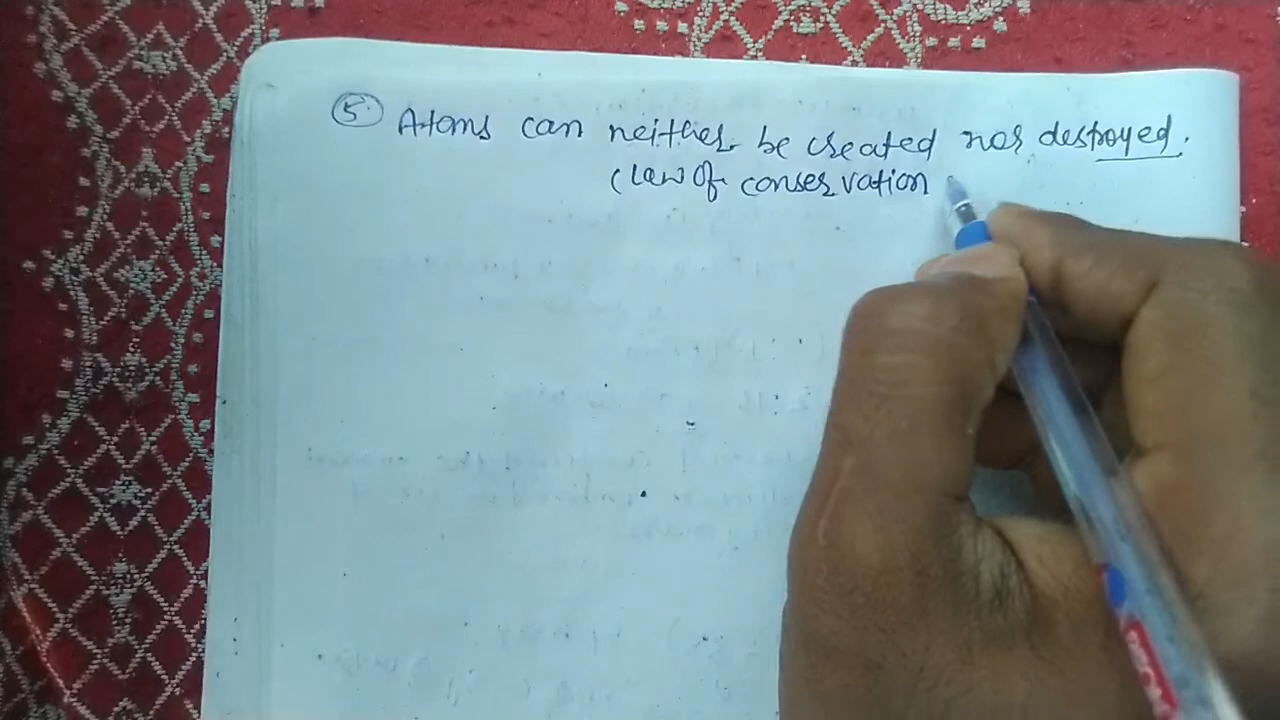 5. Atoms can neither be created nor destroyed.
(Law of conservation